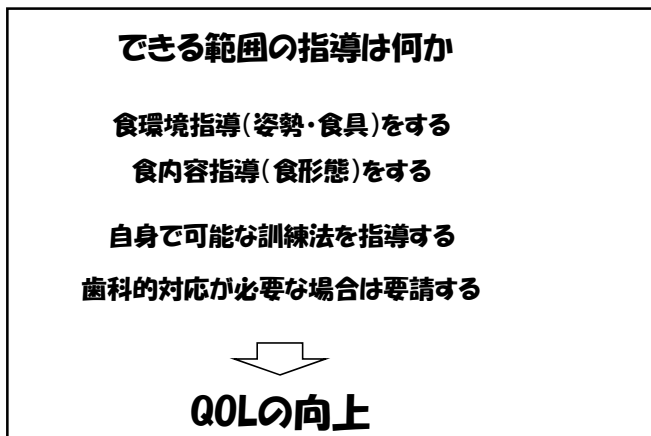 できる範囲の指導は何か
食環境指導(姿勢・食具)をする
食内容指導(食形態)をする
自身で可能な訓練法を指導する
歯科的対応が必要な場合は要請する
QOLの向上